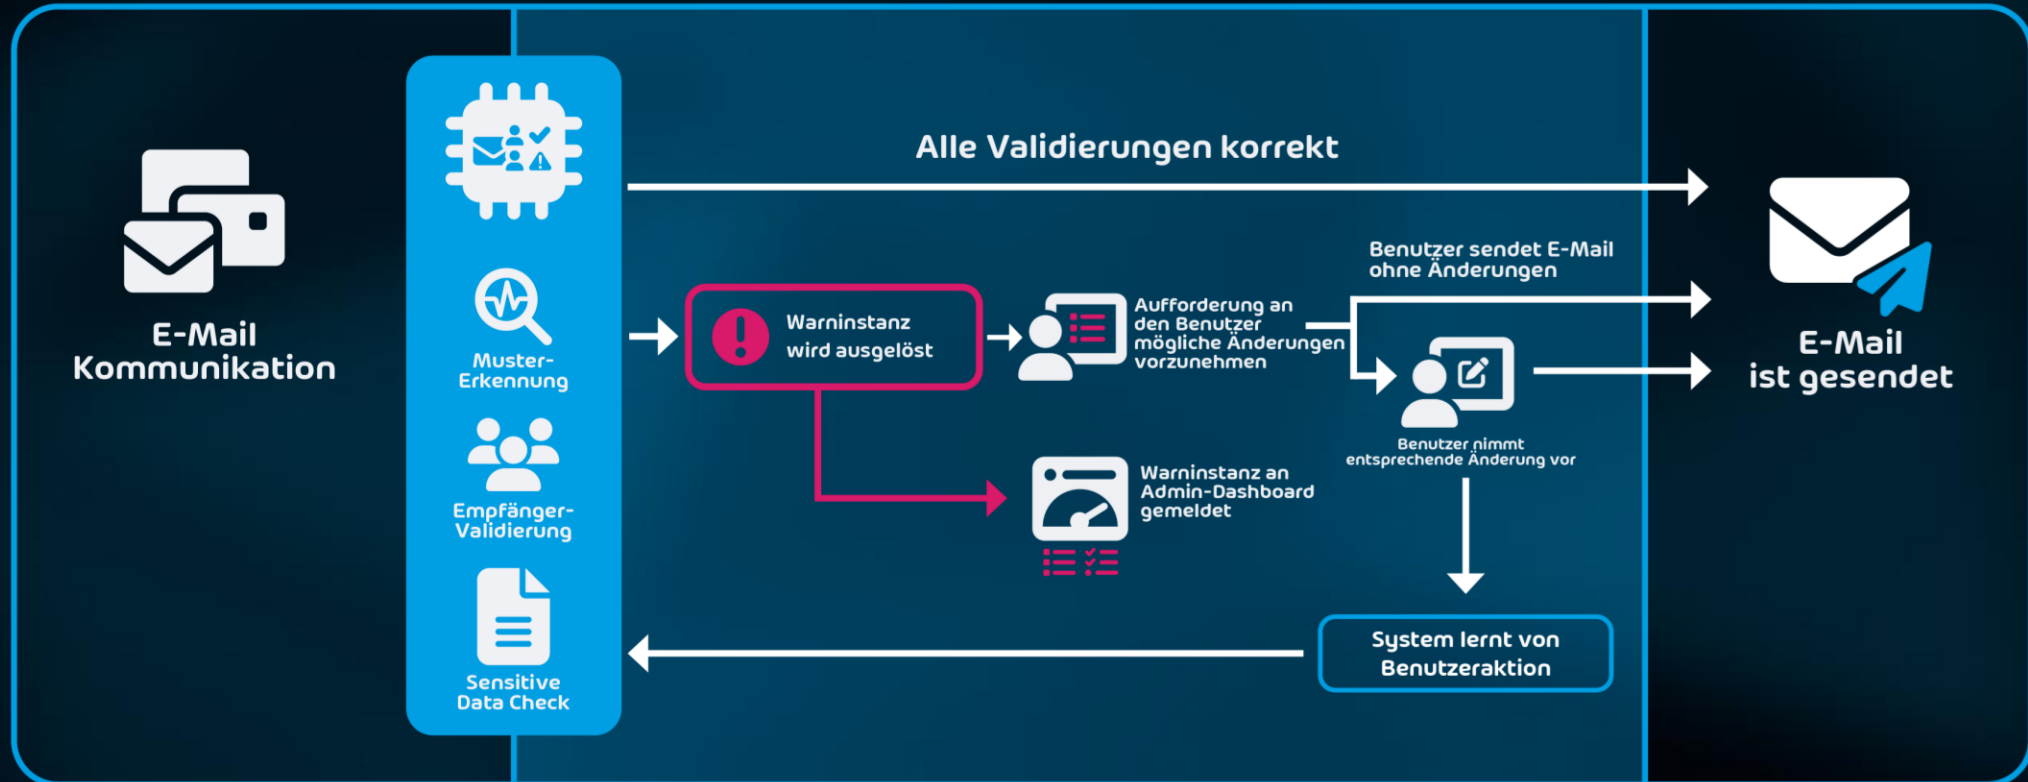 E-Mail
Kommunikation
Muster-
Erkennung
Empfänger-
Validierung
Sensitive
Data Check
Alle Validierungen korrekt
Warninstanz
wird ausgelöst
Aufforderung an
den Benutzer
mögliche Änderungen
vorzunehmen
Benutzer sendet E-Mail
ohne Änderungen
Benutzer nimmt
entsprechende Änderung vor
Warninstanz an
Admin-Dashboard
gemeldet
System lernt von
Benutzeraktion
E-Mail
ist gesendet